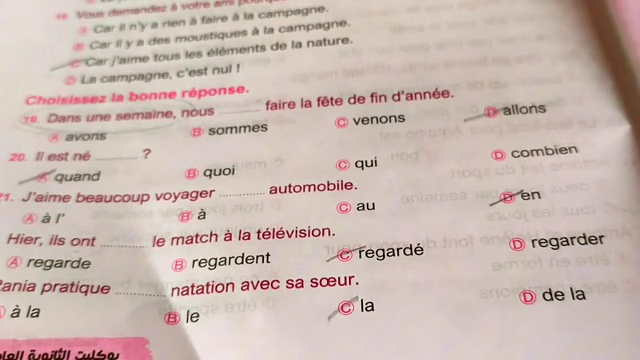 18. Vous demandez à votre ami
A Car il n'y a rien à faire à la campagne.
B Car il y a des moustiques à la campagne.
C Car j'aime tous les éléments de la nature.
D La campagne, c'est nul !
Choisissez la bonne réponse.
19. Dans une semaine, nous .......... faire la fête de fin d'année.
A avons B sommes C venons D allons
20. Il est né .......... ?
A quand B quoi C qui D combien
21. J'aime beaucoup voyager .......... automobile.
A à l' B à C au D en
Hier, ils ont .......... le match à la télévision.
A regarde B regardent C regardé D regarder
Rania pratique .......... natation avec sa sœur.
à la B le C la D de la
بوكليت الثانوية